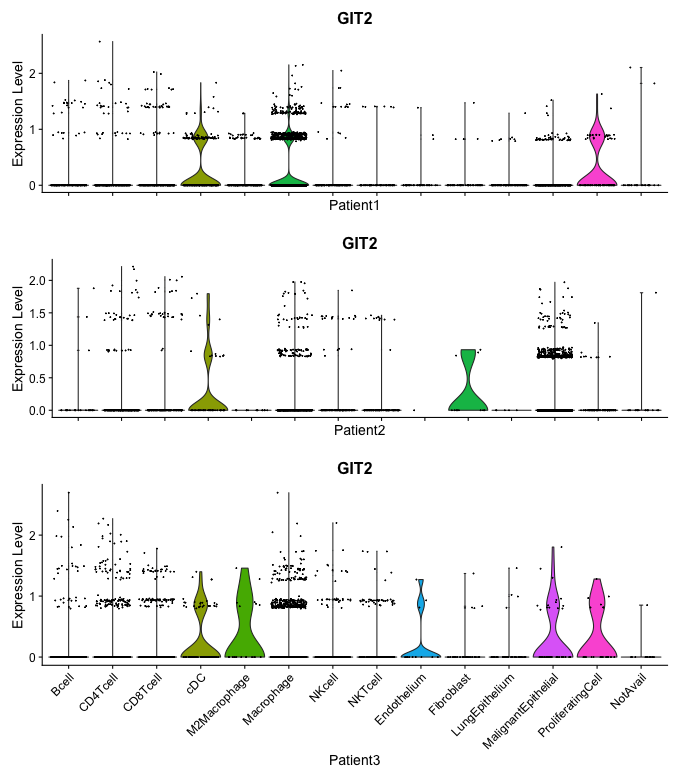 GIT2
Expression Level
2
1
0
Patient1
GIT2
Expression Level
2.0
1.5
1.0
0.5
0.0
Patient2
GIT2
Expression Level
2
1
0
Bcell
CD4Tcell
CD8Tcell
cDC
M2Macrophage
Macrophage
NKcell
NKTcell
Endothelium
Fibroblast
LungEpithelium
MalignantEpithelial
ProliferatingCell
NotAvail
Patient3